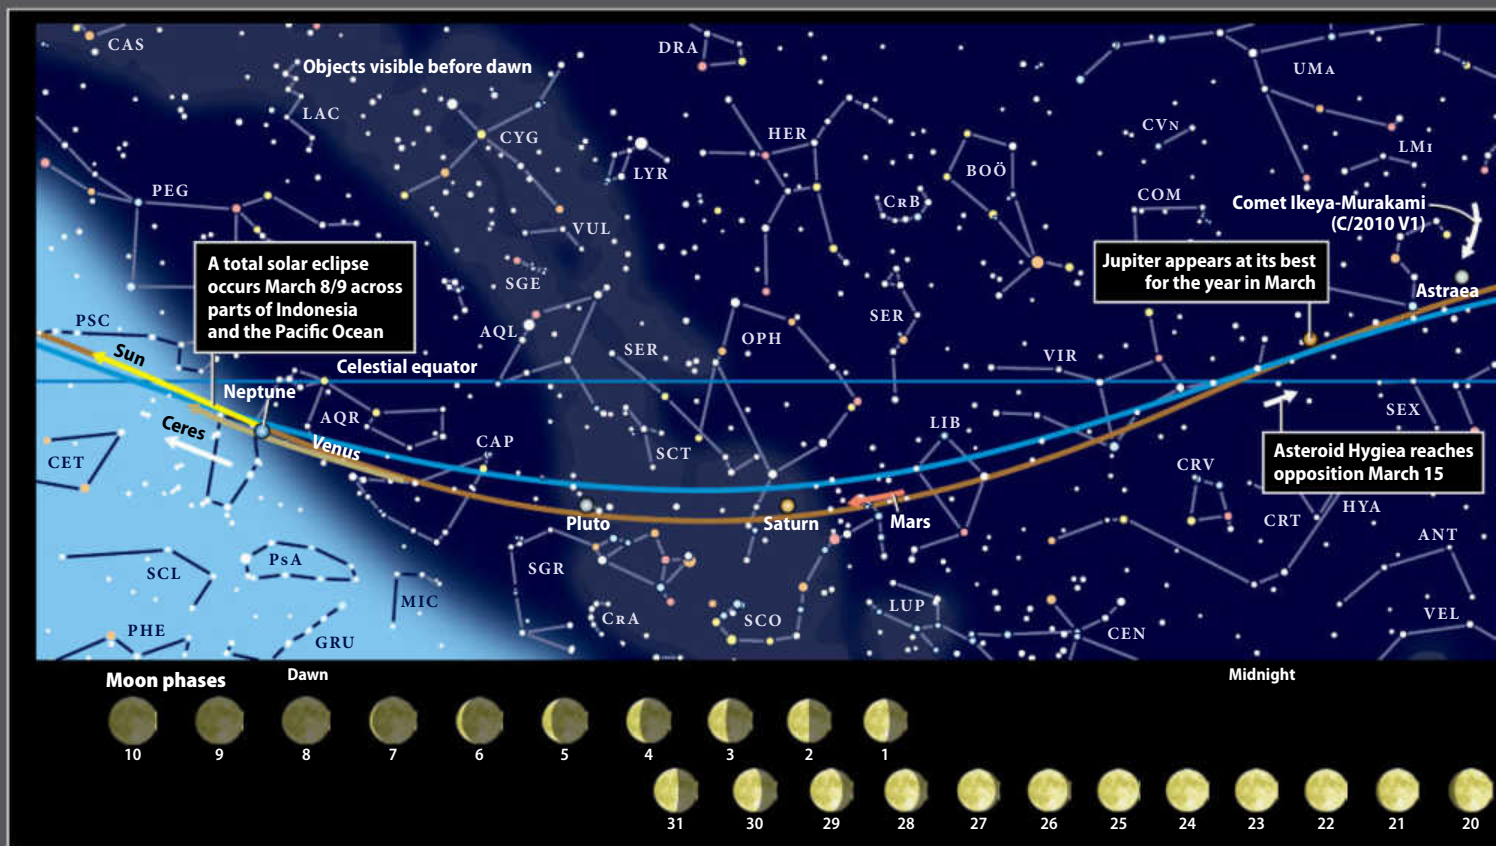 CAS
DRA
UMA
Objects visible before dawn
LAC
CYG
HER
CVN
LMI
LYR
BOÖ
PEG
CRB
COM
Comet Ikeya-Murakami
(C/2010 V1)
VUL
A total solar eclipse
occurs March 8/9 across
parts of Indonesia
and the Pacific Ocean
SGE
Jupiter appears at its best
for the year in March
Astraea
PSC
AQL
SER
OPH
SER
VIR
Sun
Celestial equator
Neptune
AQR
Ceres
Venus
CAP
SCT
LIB
SEX
CET
CRV
Asteroid Hygiea reaches
opposition March 15
Pluto
Saturn
Mars
CRT
HYA
ANT
SCL
PSA
SGR
MIC
CRA
SCO
LUP
CEN
VEL
PHE
GRU
Dawn
Midnight
Moon phases
10 9 8 7 6 5 4 3 2 1
31 30 29 28 27 26 25 24 23 22 21 20